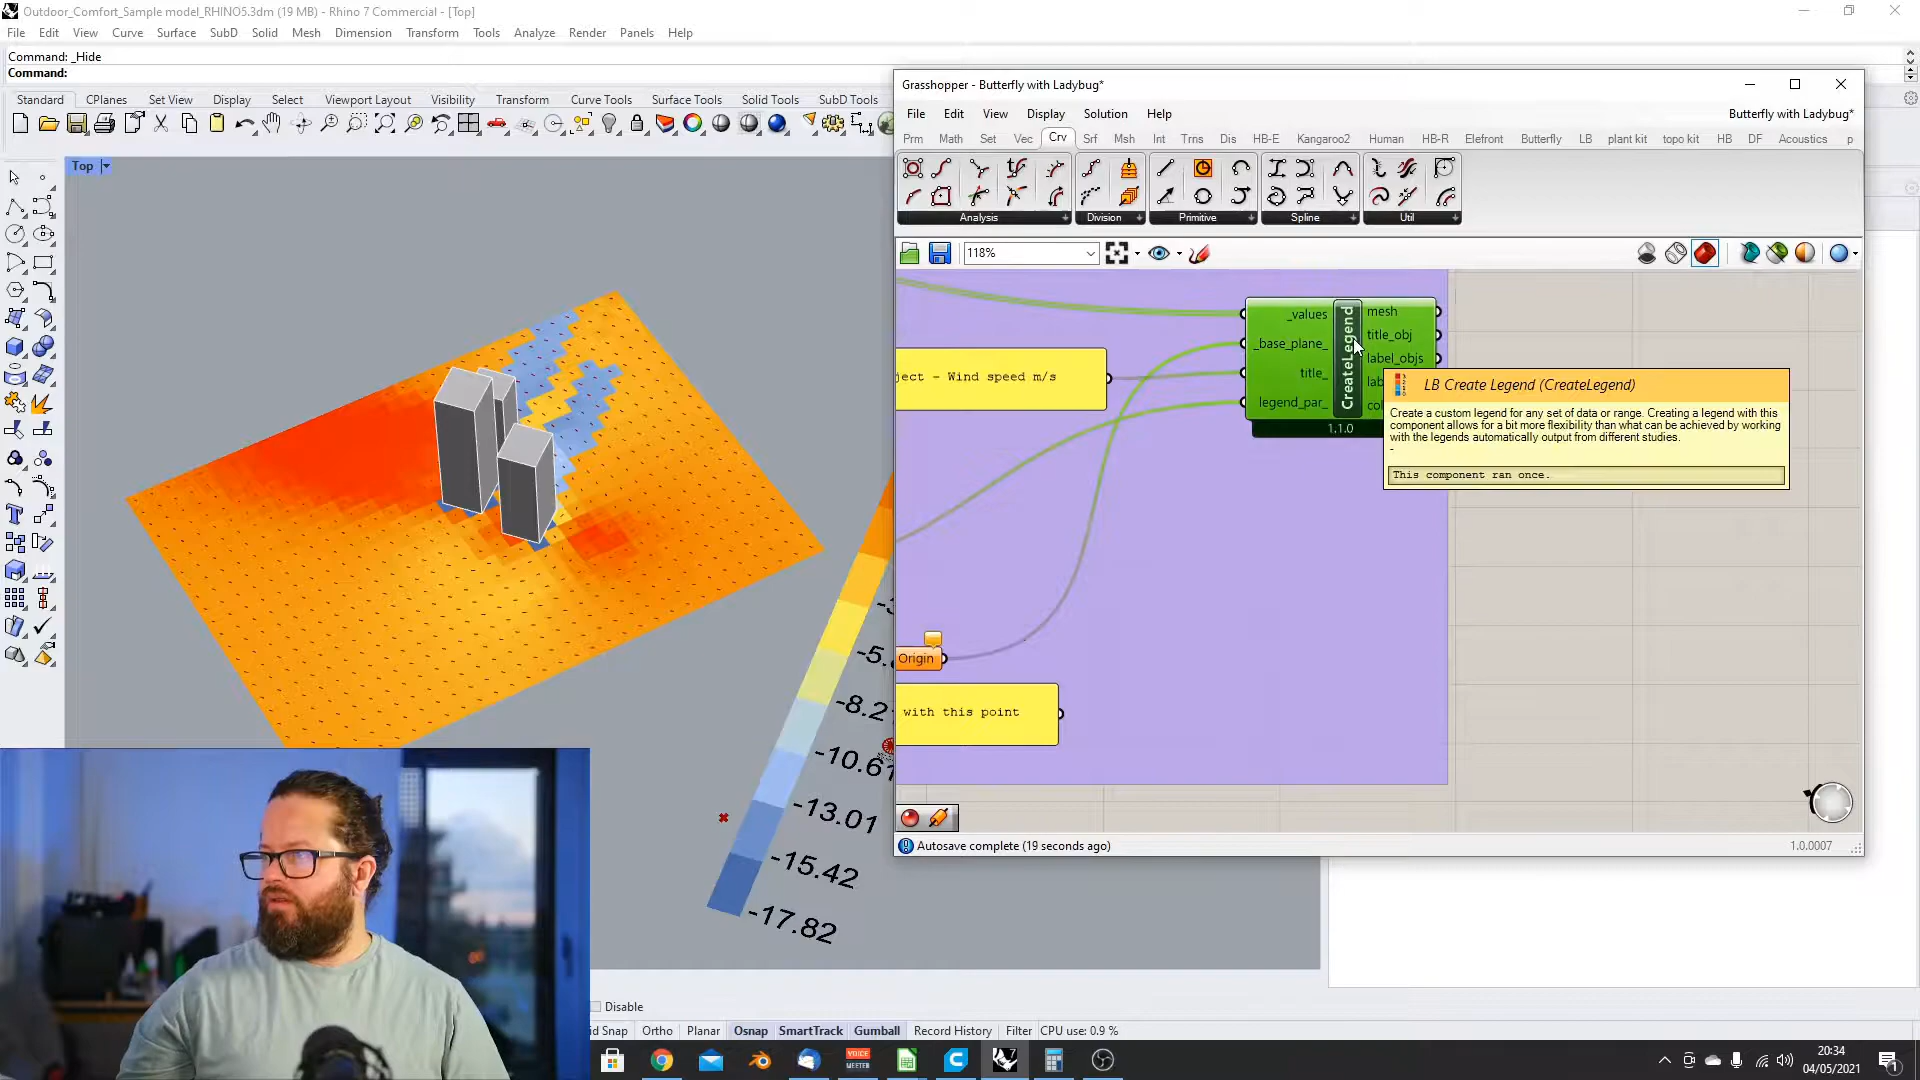 Outdoor_Comfort_Sample model_RHINO5.3dm (19 MB) - Rhino 7 Commercial - [Top]
File Edit View Curve Surface SubD Solid Mesh Dimension Transform Tools Analyze Render Panels Help
Command: _Hide
Command:
Standard CPlanes Set View Display Select Viewport Layout Visibility Transform Curve Tools Surface Tools Solid Tools SubD Tools
Top
Grasshopper - Butterfly with Ladybug*
File Edit View Display Solution Help Butterfly with Ladybug*
Prm Math Set Vec Crv Srf Msh Int Trns Dis HB-E Kangaroo2 Human HB-R Elefront Butterfly LB plant kit topo kit HB DF Acoustics p
Analysis Division Primitive Spline Util
118%
_values
_base_plane_
title_
legend_par_
CreateLegend
mesh
title_obj
label_objs
lab
col
1.1.0
ject - Wind speed m/s
LB Create Legend (CreateLegend)
Create a custom legend for any set of data or range. Creating a legend with this
component allows for a bit more flexibility than what can be achieved by working
with the legends automatically output from different studies.
-
This component ran once.
Origin
with this point
Autosave complete (19 seconds ago) 1.0.0007
-5.
-8.2
-10.61
-13.01
-15.42
-17.82
Disable
id Snap Ortho Planar Osnap SmartTrack Gumball Record History Filter CPU use: 0.9 %
VOICE
MEETER
20:34
04/05/2021
1